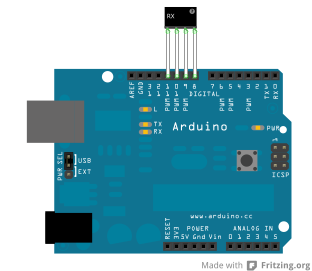 RX
AREF
GND
13
12
11
10
9
8
7
6
5
4
3
2
TX 1
RX 0
PWM
PWM
PWM
PWM
PWM
PWM
DIGITAL
L
TX
RX
Arduino
PWR
PWR SEL
USB
EXT
1
ICSP
www.arduino.cc
POWER
ANALOG IN
RESET
3V3
5V Gnd Vin
0 1 2 3 4 5
Made with Fritzing.org